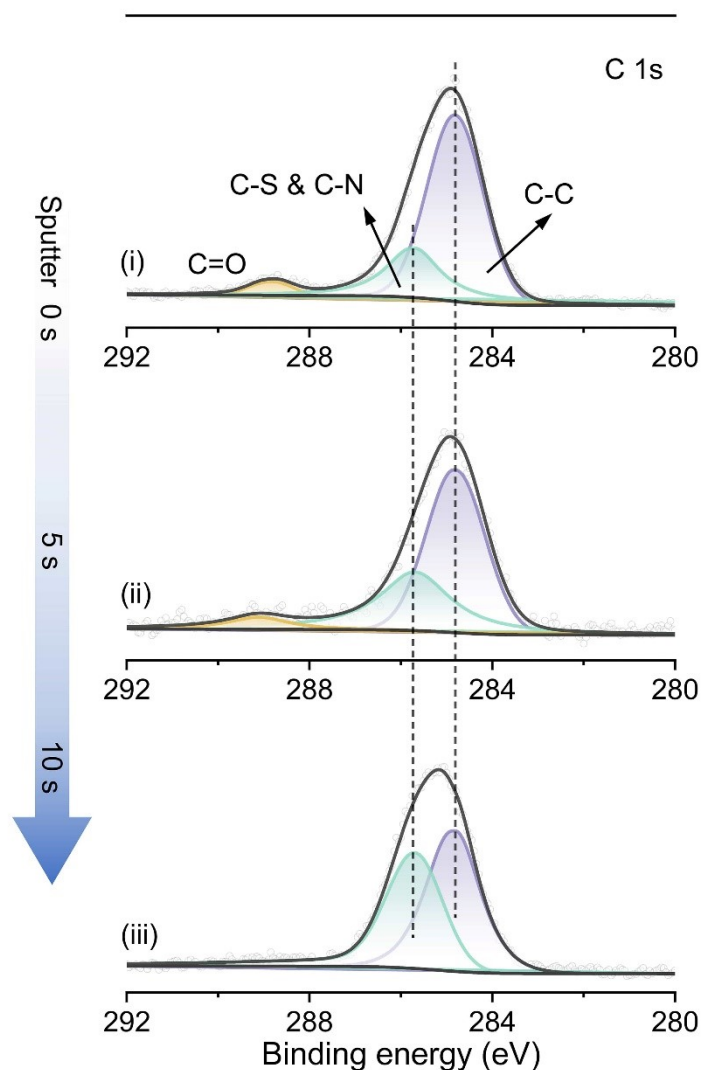 C 1s
C-S & C-N
C-C
C=O
(i)
292 288 284 280
(ii)
292 288 284 280
(iii)
292 288 284 280
Binding energy (eV)
Sputter 0 s
5 s
10 s